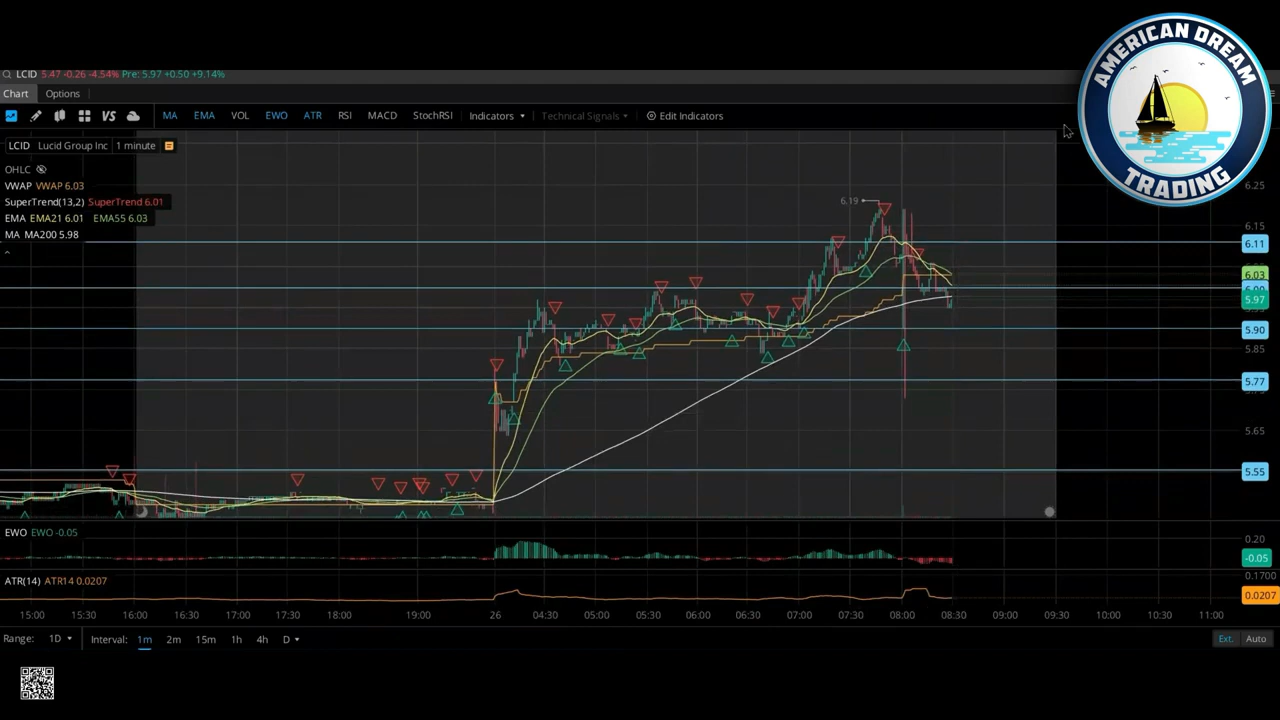 AMERICAN DREAM
TRADING
LCID 5.47 -0.26 -4.54% Pre: 5.97 +0.50 +9.14%
Chart Options
VS MA EMA VOL EWO ATR RSI MACD StochRSI Indicators Technical Signals Edit Indicators
LCID Lucid Group Inc 1 minute
OHLC
VWAP VWAP 6.03
SuperTrend(13,2) SuperTrend 6.01
EMA EMA21 6.01 EMA55 6.03
MA MA200 5.98
6.19
6.25
6.15
6.11
6.03
5.97
5.90
5.85
5.77
5.65
5.55
EWO EWO -0.05
0.20
-0.05
ATR(14) ATR14 0.0207
0.1700
0.0207
15:00 15:30 16:00 16:30 17:00 17:30 18:00 19:00 26 04:30 05:00 05:30 06:00 06:30 07:00 07:30 08:00 08:30 09:00 09:30 10:00 10:30 11:00
Range: 1D Interval: 1m 2m 15m 1h 4h D Ext. Auto